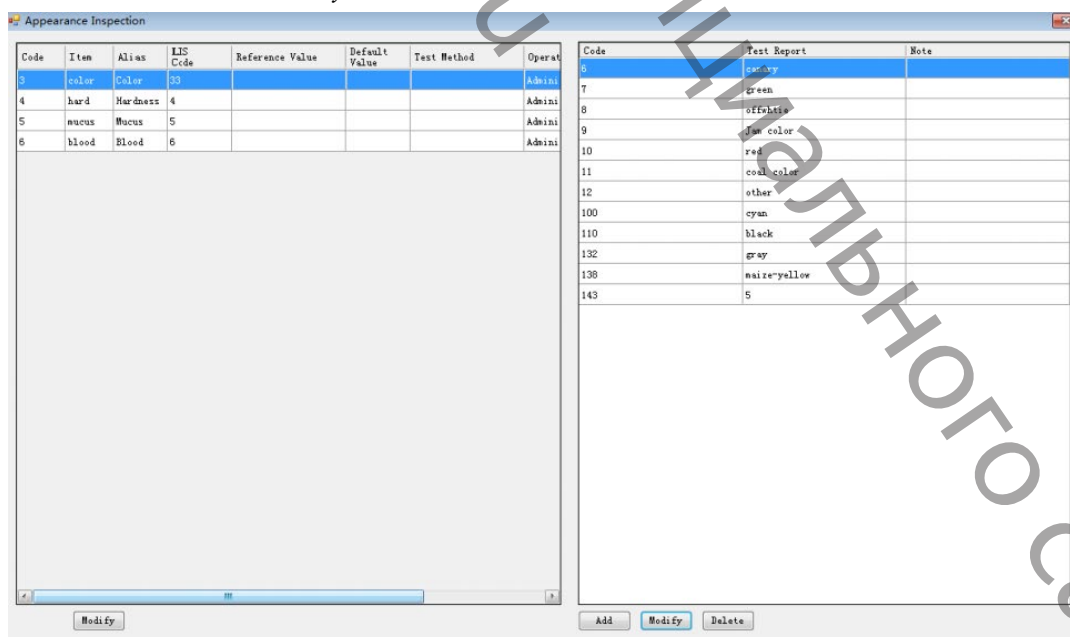 Appearance Inspection
Code Item Alias LIS Code Reference Value Default Value Test Method Operat
3 color Color 33 Admini
4 hard Hardness 4 Admini
5 mucus Mucus 5 Admini
6 blood Blood 6 Admini
Modify
Code Test Report Note
6 canary
7 green
8 offwhtie
9 Jam color
10 red
11 coal color
12 other
100 cyan
110 black
132 gray
138 maize-yellow
143 5
Add Modify Delete
циального со
и